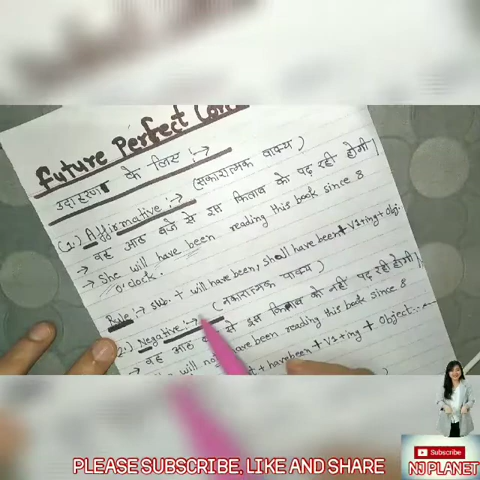 Future Perfect Con
उदाहरण के लिए :→
(1.) Affirmative :→ (सकारात्मक वाक्य)
→ वह आठ बजे से इस किताब को पढ़ रही होगी।
→ She will have been reading this book since 8
o'clock.
Rule :→ sub. + will have been, shall have been + V1+ing + Obj.
(2.) Negative :→ (नकारात्मक वाक्य)
→ वह आठ से इस किताब को नहीं पढ़ रही होगी।
will not have been reading this book since 8
+ have been + V1+ing + Object.
Subscribe
NJ PLANET
PLEASE SUBSCRIBE, LIKE AND SHARE